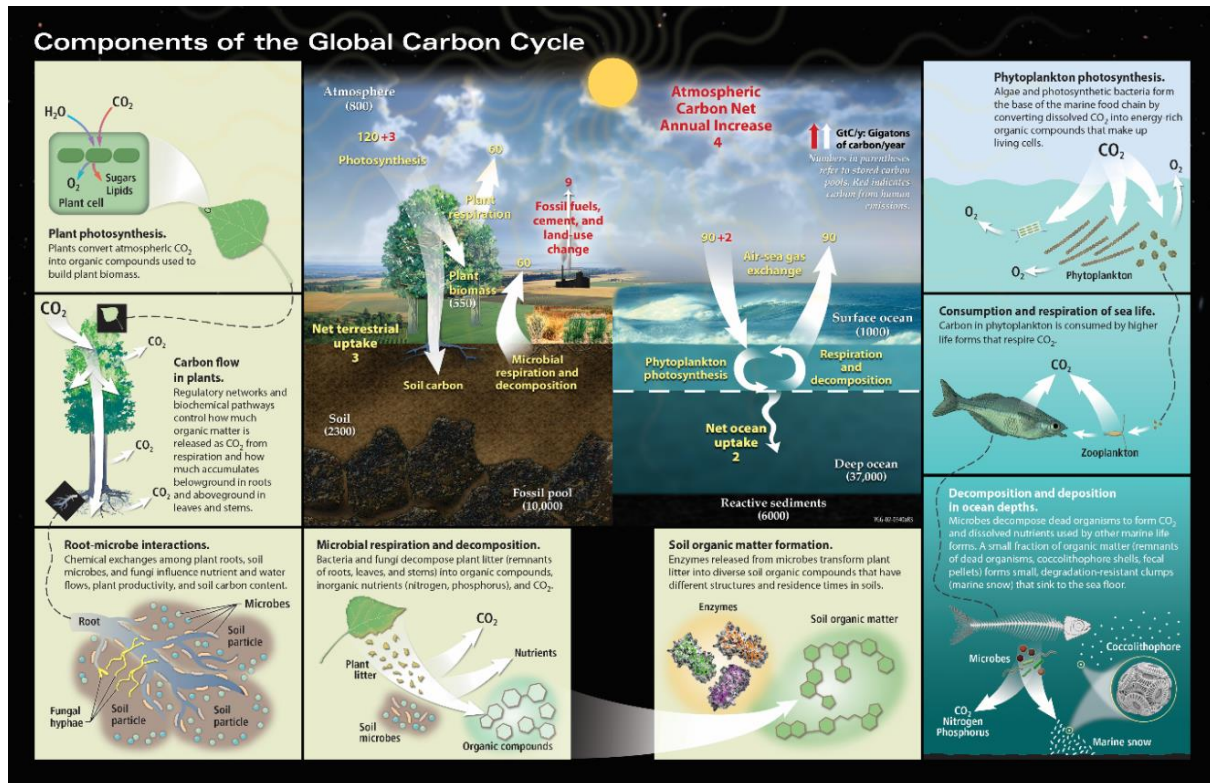 Components of the Global Carbon Cycle
H₂O
CO₂
O₂
Sugars
Lipids
Plant cell
Plant photosynthesis.
Plants convert atmospheric CO₂
into organic compounds used to
build plant biomass.
CO₂
CO₂
Carbon flow
in plants.
Regulatory networks and
biochemical pathways
control how much
organic matter is
released as CO₂ from
respiration and how
much accumulates
belowground in roots
and aboveground in
leaves and stems.
CO₂
CO₂
Atmosphere
(800)
120 +3
Photosynthesis
60
Plant
respiration
Plant
biomass
(550)
9
Fossil fuels,
cement, and
land-use
change
60
Net terrestrial
uptake
3
Soil carbon
Microbial
respiration and
decomposition
Soil
(2300)
Fossil pool
(10,000)
Atmospheric
Carbon Net
Annual Increase
4
GtC/y: Gigatons
of carbon/year
Numbers in parentheses
refer to stored carbon
pools. Red indicates
carbon from human
emissions.
90 +2
90
Air-sea gas
exchange
Surface ocean
(1000)
Phytoplankton
photosynthesis
Respiration
and
decomposition
Net ocean
uptake
2
Deep ocean
(37,000)
Reactive sediments
(6000)
Phytoplankton photosynthesis.
Algae and photosynthetic bacteria form
the base of the marine food chain by
converting dissolved CO₂ into energy-rich
organic compounds that make up
living cells.
CO₂
O₂
O₂
O₂
Phytoplankton
Consumption and respiration of sea life.
Carbon in phytoplankton is consumed by higher
life forms that respire CO₂.
CO₂
Zooplankton
Decomposition and deposition
in ocean depths.
Microbes decompose dead organisms to form CO₂
and dissolved nutrients used by other marine life
forms. A small fraction of organic matter (remnants
of dead organisms, coccolithophore shells, fecal
pellets) forms small, degradation-resistant clumps
(marine snow) that sink to the sea floor.
Microbes
Coccolithophore
CO₂
Nitrogen
Phosphorus
Marine snow
Root-microbe interactions.
Chemical exchanges among plant roots, soil
microbes, and fungi influence nutrient and water
flows, plant productivity, and soil carbon content.
Microbes
Root
Soil
particle
Fungal
hyphae
Soil
particle
Soil
particle
Microbial respiration and decomposition.
Bacteria and fungi decompose plant litter (remnants
of roots, leaves, and stems) into organic compounds,
inorganic nutrients (nitrogen, phosphorus), and CO₂.
CO₂
Nutrients
Plant
litter
Soil
microbes
Organic compounds
Soil organic matter formation.
Enzymes released from microbes transform plant
litter into diverse soil organic compounds that have
different structures and residence times in soils.
Enzymes
Soil organic matter